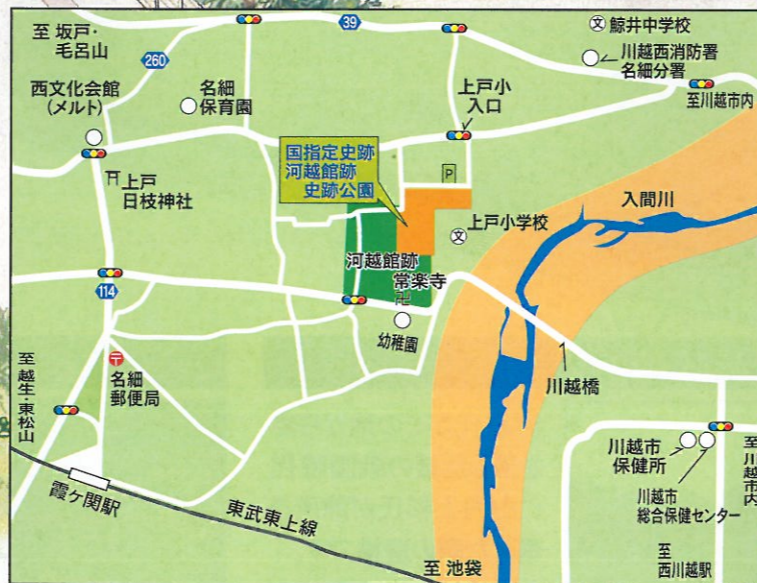 至 坂戸・
毛呂山
39
260
西文化会館
(メルト)
名細
保育園
文 鯨井中学校
川越西消防署
名細分署
上戸小
入口
至川越市内
国指定史跡
河越館跡
史跡公園
P
上戸
日枝神社
文
上戸小学校
入間川
河越館跡
常楽寺
卍
幼稚園
114
〒
名細
郵便局
至 越生・東松山
川越橋
川越市
保健所
川越市
総合保健センター
至 川越市内
霞ヶ関駅
東武東上線
至 池袋
至
西川越駅